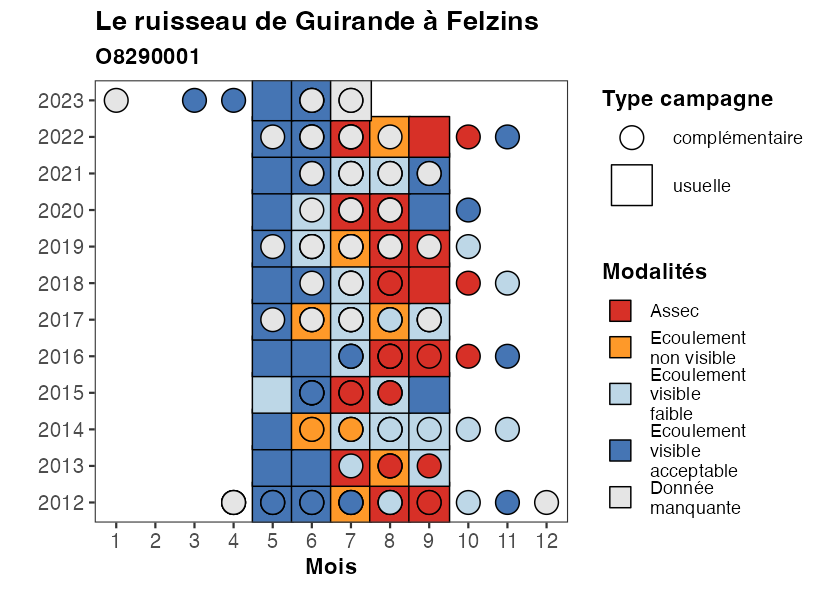 Le ruisseau de Guirande à Felzins
O8290001
2023
2022
2021
2020
2019
2018
2017
2016
2015
2014
2013
2012
1 2 3 4 5 6 7 8 9 10 11 12
Mois
Type campagne
complémentaire
usuelle
Modalités
Assec
Ecoulement
non visible
Ecoulement
visible
faible
Ecoulement
visible
acceptable
Donnée
manquante